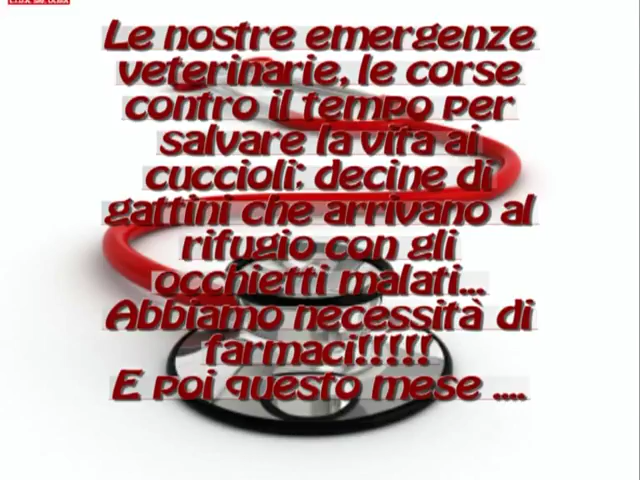 Le nostre emergenze
veterinarie, le corse
contro il tempo per
salvare la vita ai
cuccioli; decine di
gattini che arrivano al
rifugio con gli
occhietti malati...
Abbiamo necessità di
farmaci!!!!!
E poi questo mese ....